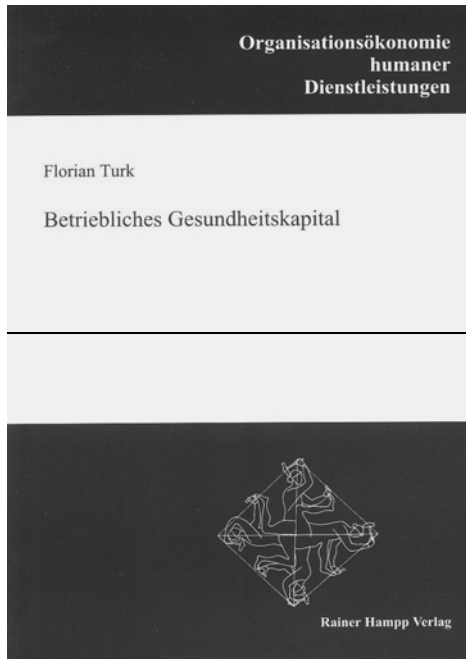 Organisationsökonomie
humaner
Dienstleistungen
Florian Turk
Betriebliches Gesundheitskapital
Rainer Hampp Verlag